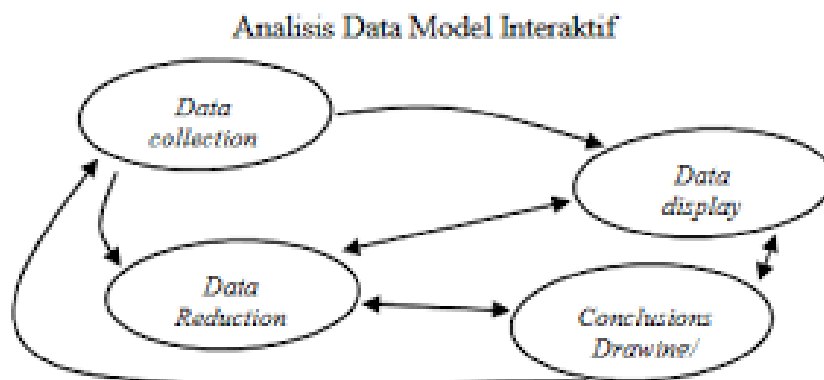 Analisis Data Model Interaktif
Data
collection
Data
display
Data
Reduction
Conclusions
Drawing/